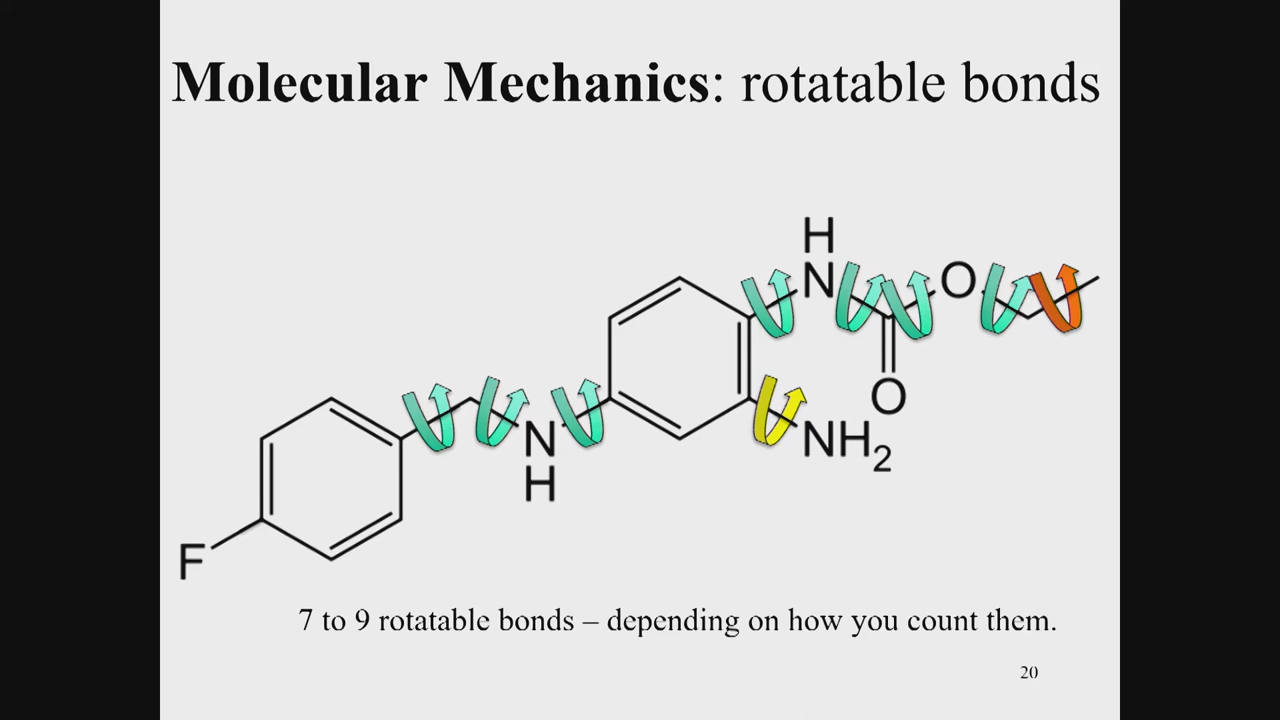 Molecular Mechanics: rotatable bonds
H
N
O
O
NH₂
N
H
F
7 to 9 rotatable bonds – depending on how you count them.
20